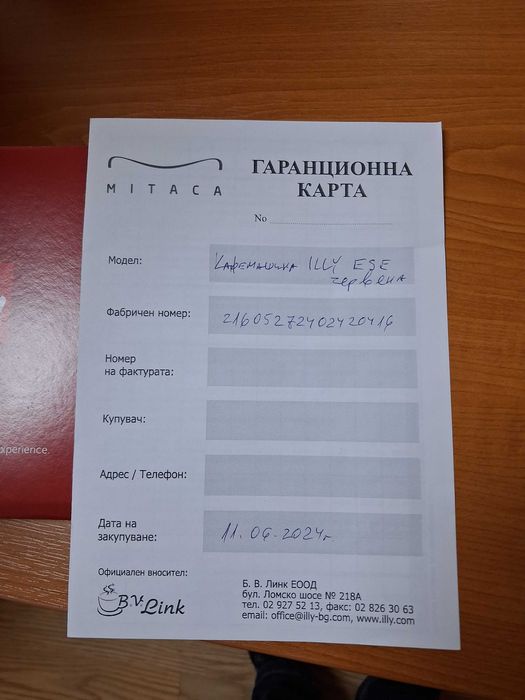 MITACA
ГАРАНЦИОННА
КАРТА
No
Модел:
Кафемашина ILLY ESE
червена
Фабричен номер:
21605272402420416
Номер
на фактурата:
Купувач:
Адрес / Телефон:
Дата на
закупуване:
11.06.2024г.
Официален вносител:
B.V. Link
Б. В. Линк ЕООД
бул. Ломско шосе № 218А
тел. 02 927 52 13, факс: 02 826 30 63
email: office@illy-bg.com, www.illy.com
xperience.